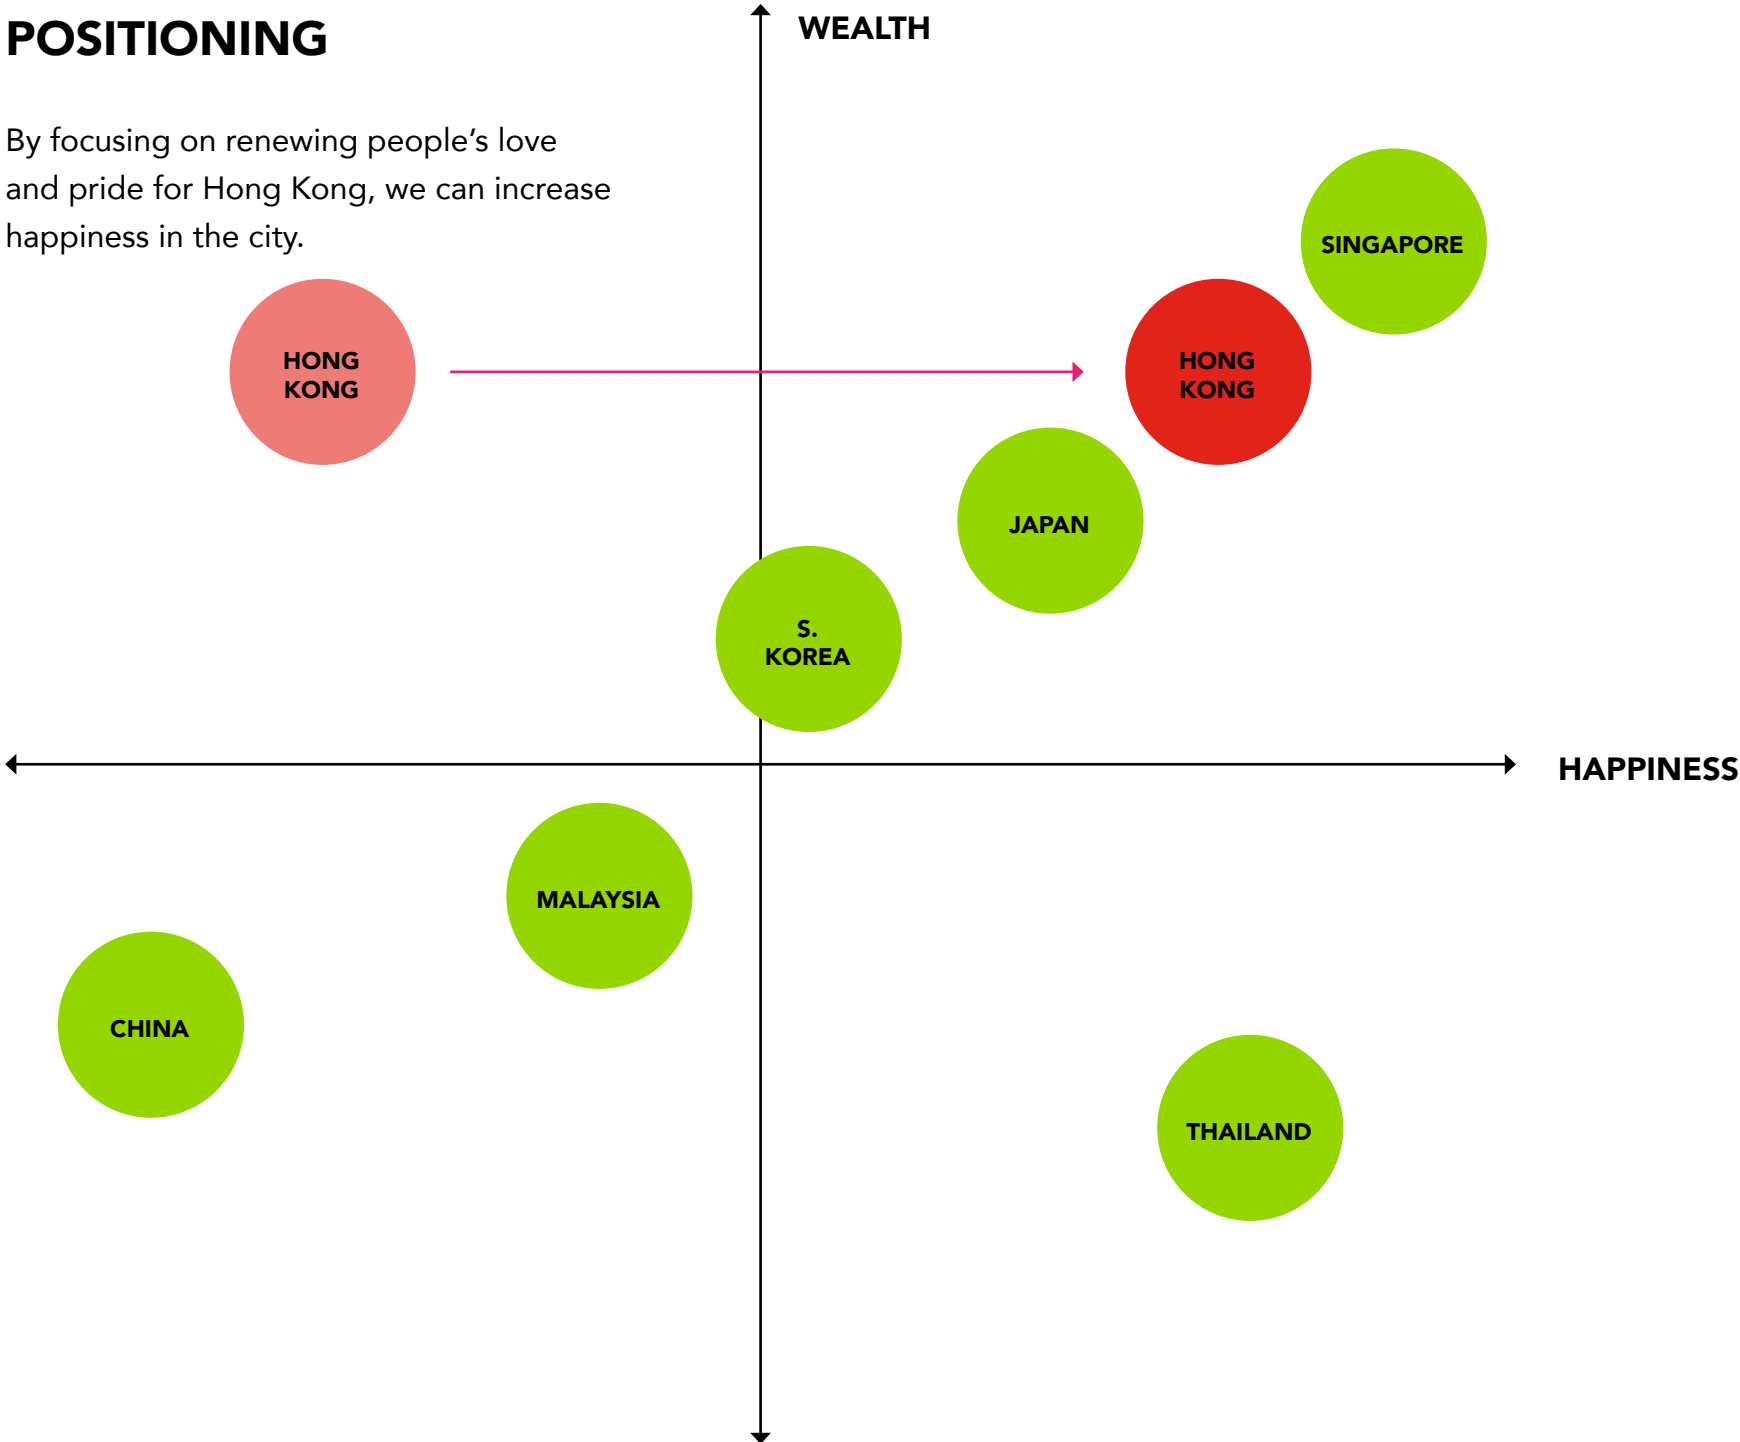 POSITIONING
WEALTH
By focusing on renewing people’s love
and pride for Hong Kong, we can increase
happiness in the city.
SINGAPORE
HONG
KONG
HONG
KONG
JAPAN
S.
KOREA
HAPPINESS
MALAYSIA
CHINA
THAILAND